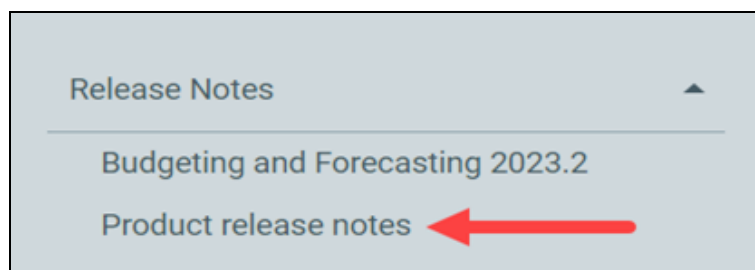 Release Notes
Budgeting and Forecasting 2023.2
Product release notes